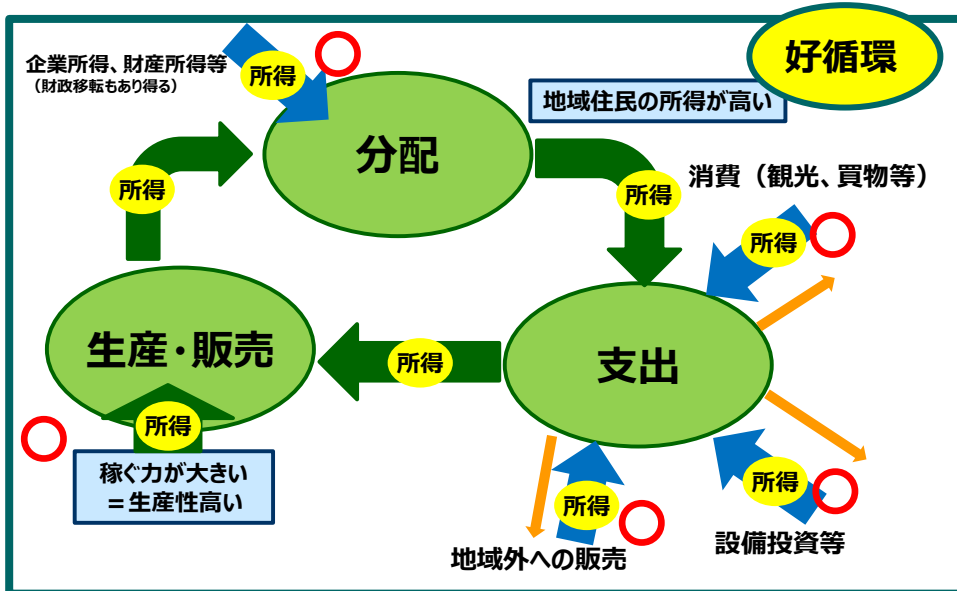 好循環
企業所得、財産所得等
（財政移転もあり得る）
所得
分配
地域住民の所得が高い
所得
所得
消費（観光、買物等）
所得
生産・販売
所得
支出
所得
稼ぐ力が大きい
＝生産性高い
所得
地域外への販売
所得
設備投資等